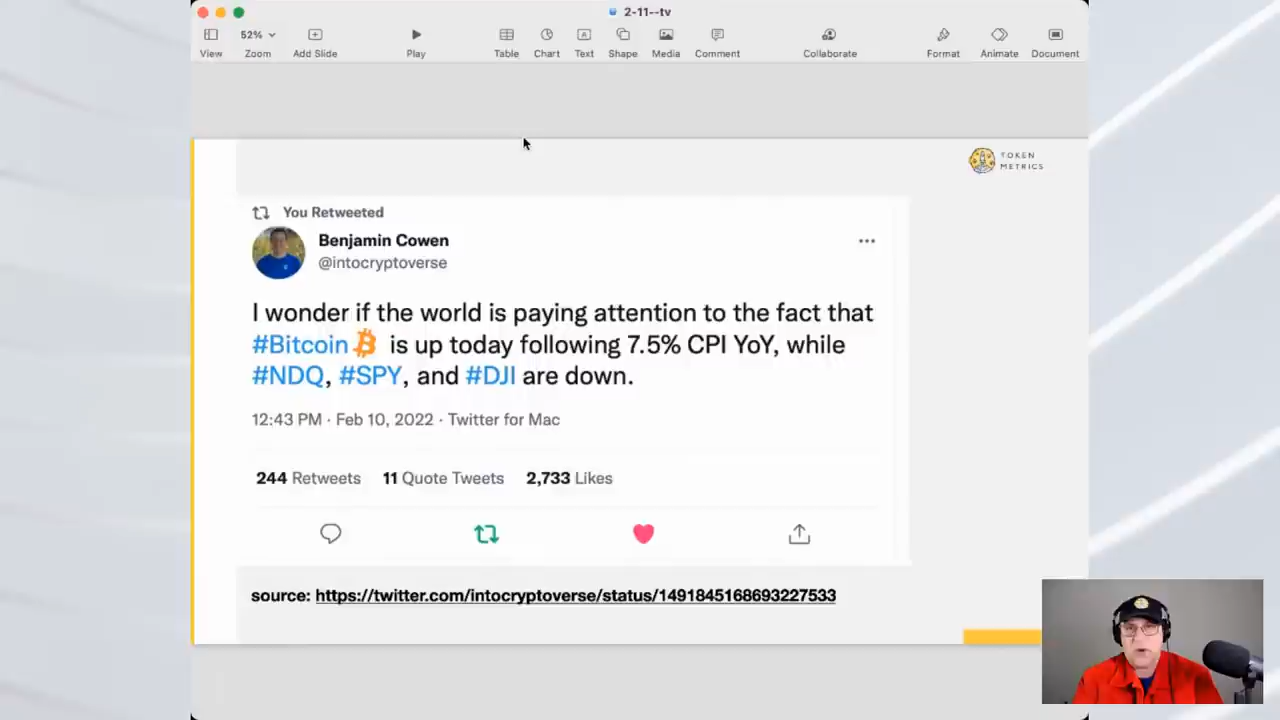 2-11--tv
52%
View Zoom Add Slide Play Table Chart Text Shape Media Comment Collaborate Format Animate Document
TOKEN
METRICS
You Retweeted
Benjamin Cowen
@intocryptoverse
I wonder if the world is paying attention to the fact that
#Bitcoin is up today following 7.5% CPI YoY, while
#NDQ, #SPY, and #DJI are down.
12:43 PM · Feb 10, 2022 · Twitter for Mac
244 Retweets 11 Quote Tweets 2,733 Likes
source: https://twitter.com/intocryptoverse/status/1491845168693227533